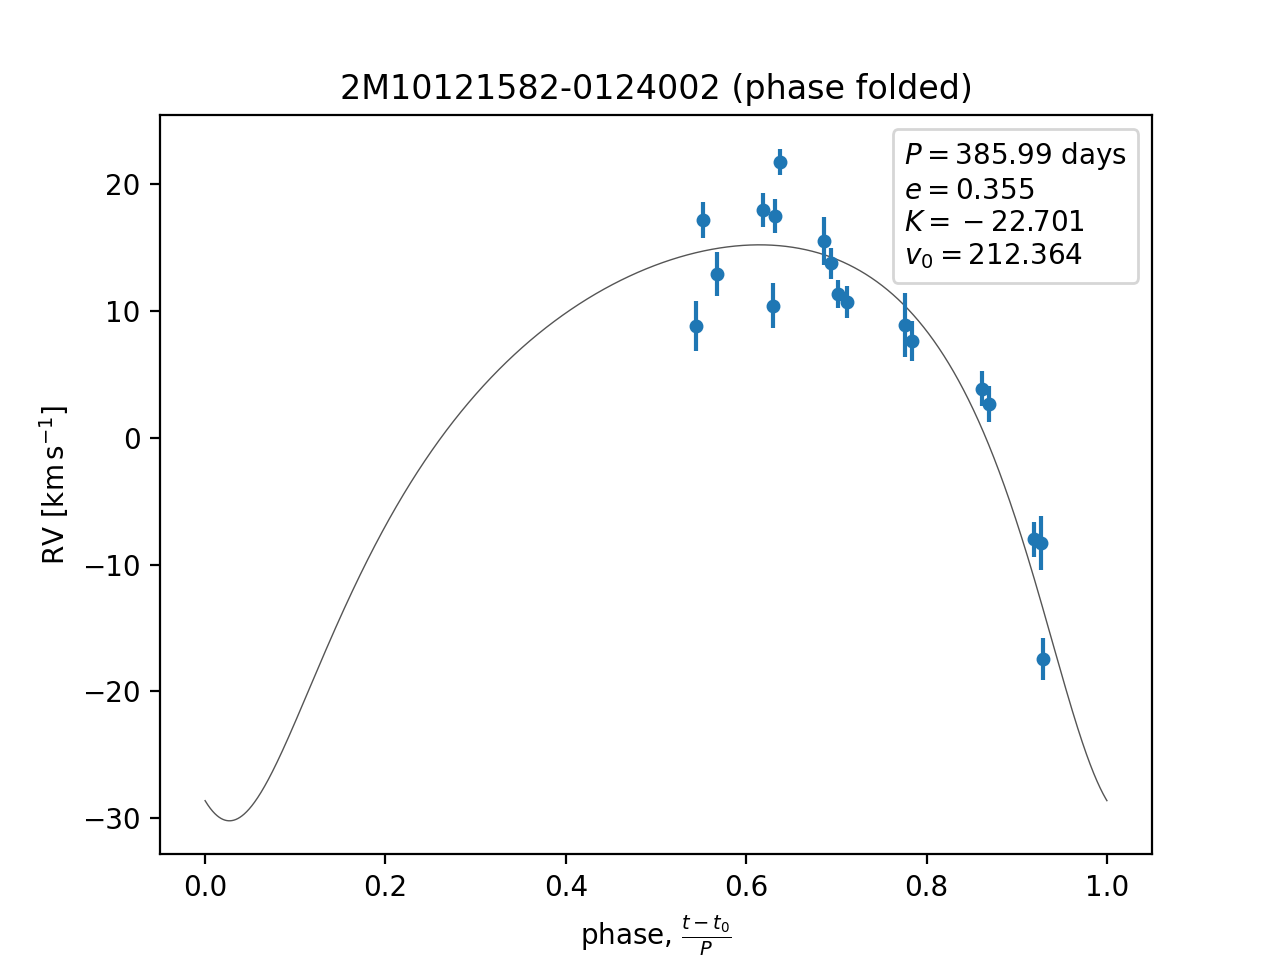 2M10121582-0124002 (phase folded)
P = 385.99 days
e = 0.355
K = −22.701
v₀ = 212.364
20
10
0
−10
−20
−30
RV [km s⁻¹]
0.0 0.2 0.4 0.6 0.8 1.0
phase, (t − t₀)/P